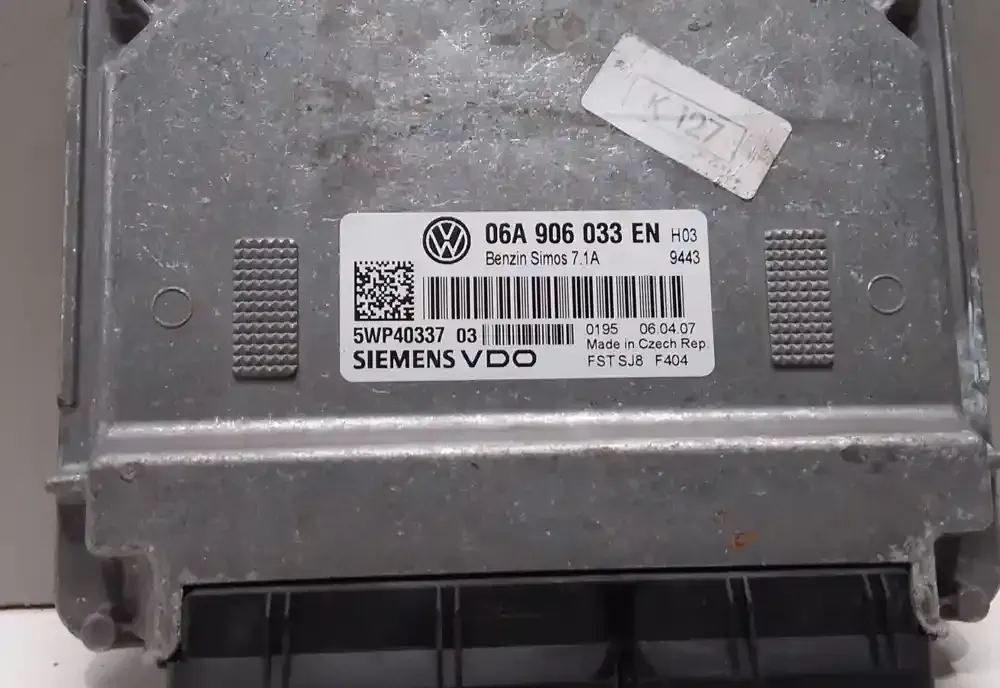 K 127
06A 906 033 EN H03
Benzin Simos 7.1A 9443
5WP40337 03 0195 06.04.07
Made in Czech Rep.
SIEMENS VDO FST SJ8 F404